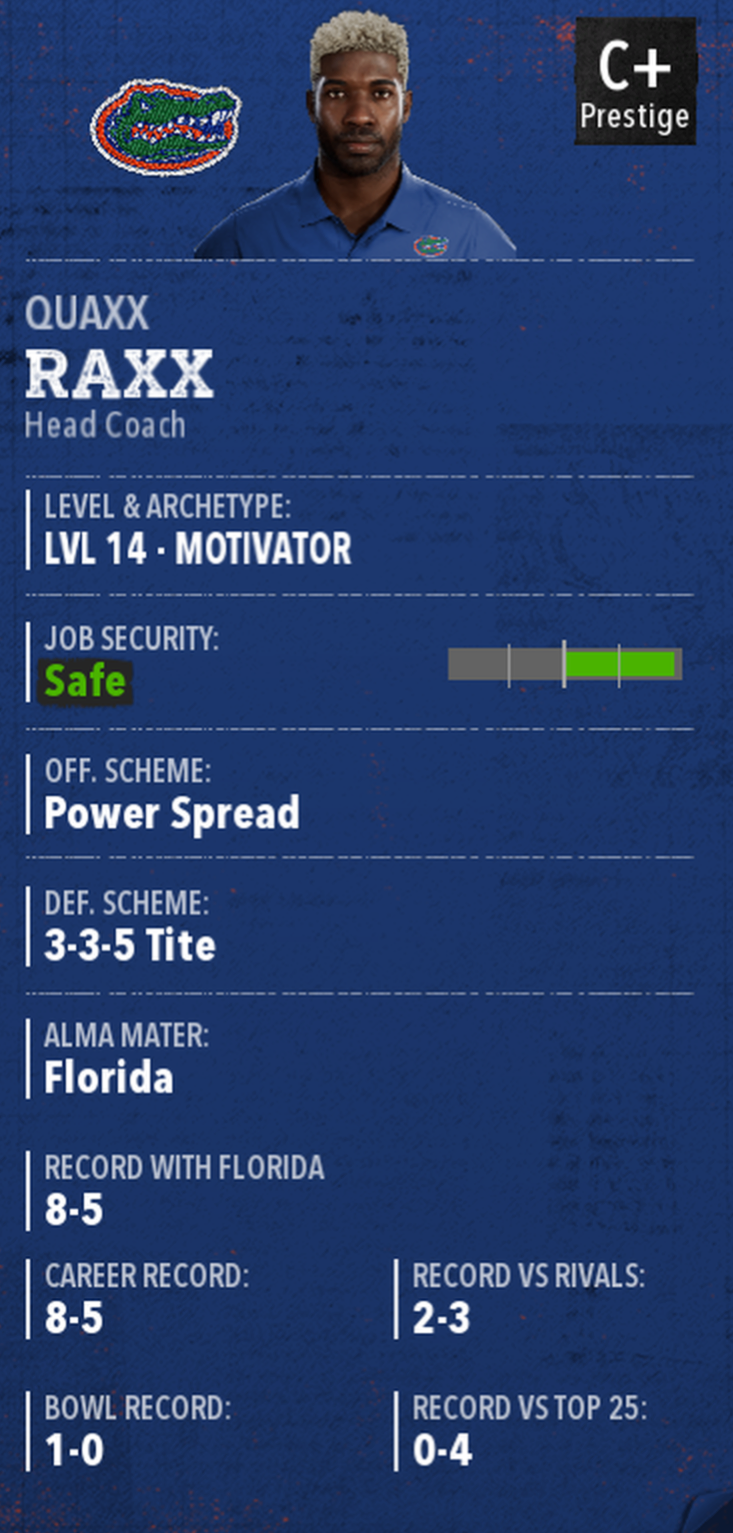 C+
Prestige
QUAXX
RAXX
Head Coach
LEVEL & ARCHETYPE:
LVL 14 · MOTIVATOR
JOB SECURITY:
Safe
OFF. SCHEME:
Power Spread
DEF. SCHEME:
3-3-5 Tite
ALMA MATER:
Florida
RECORD WITH FLORIDA
8-5
CAREER RECORD:
8-5
RECORD VS RIVALS:
2-3
BOWL RECORD:
1-0
RECORD VS TOP 25:
0-4